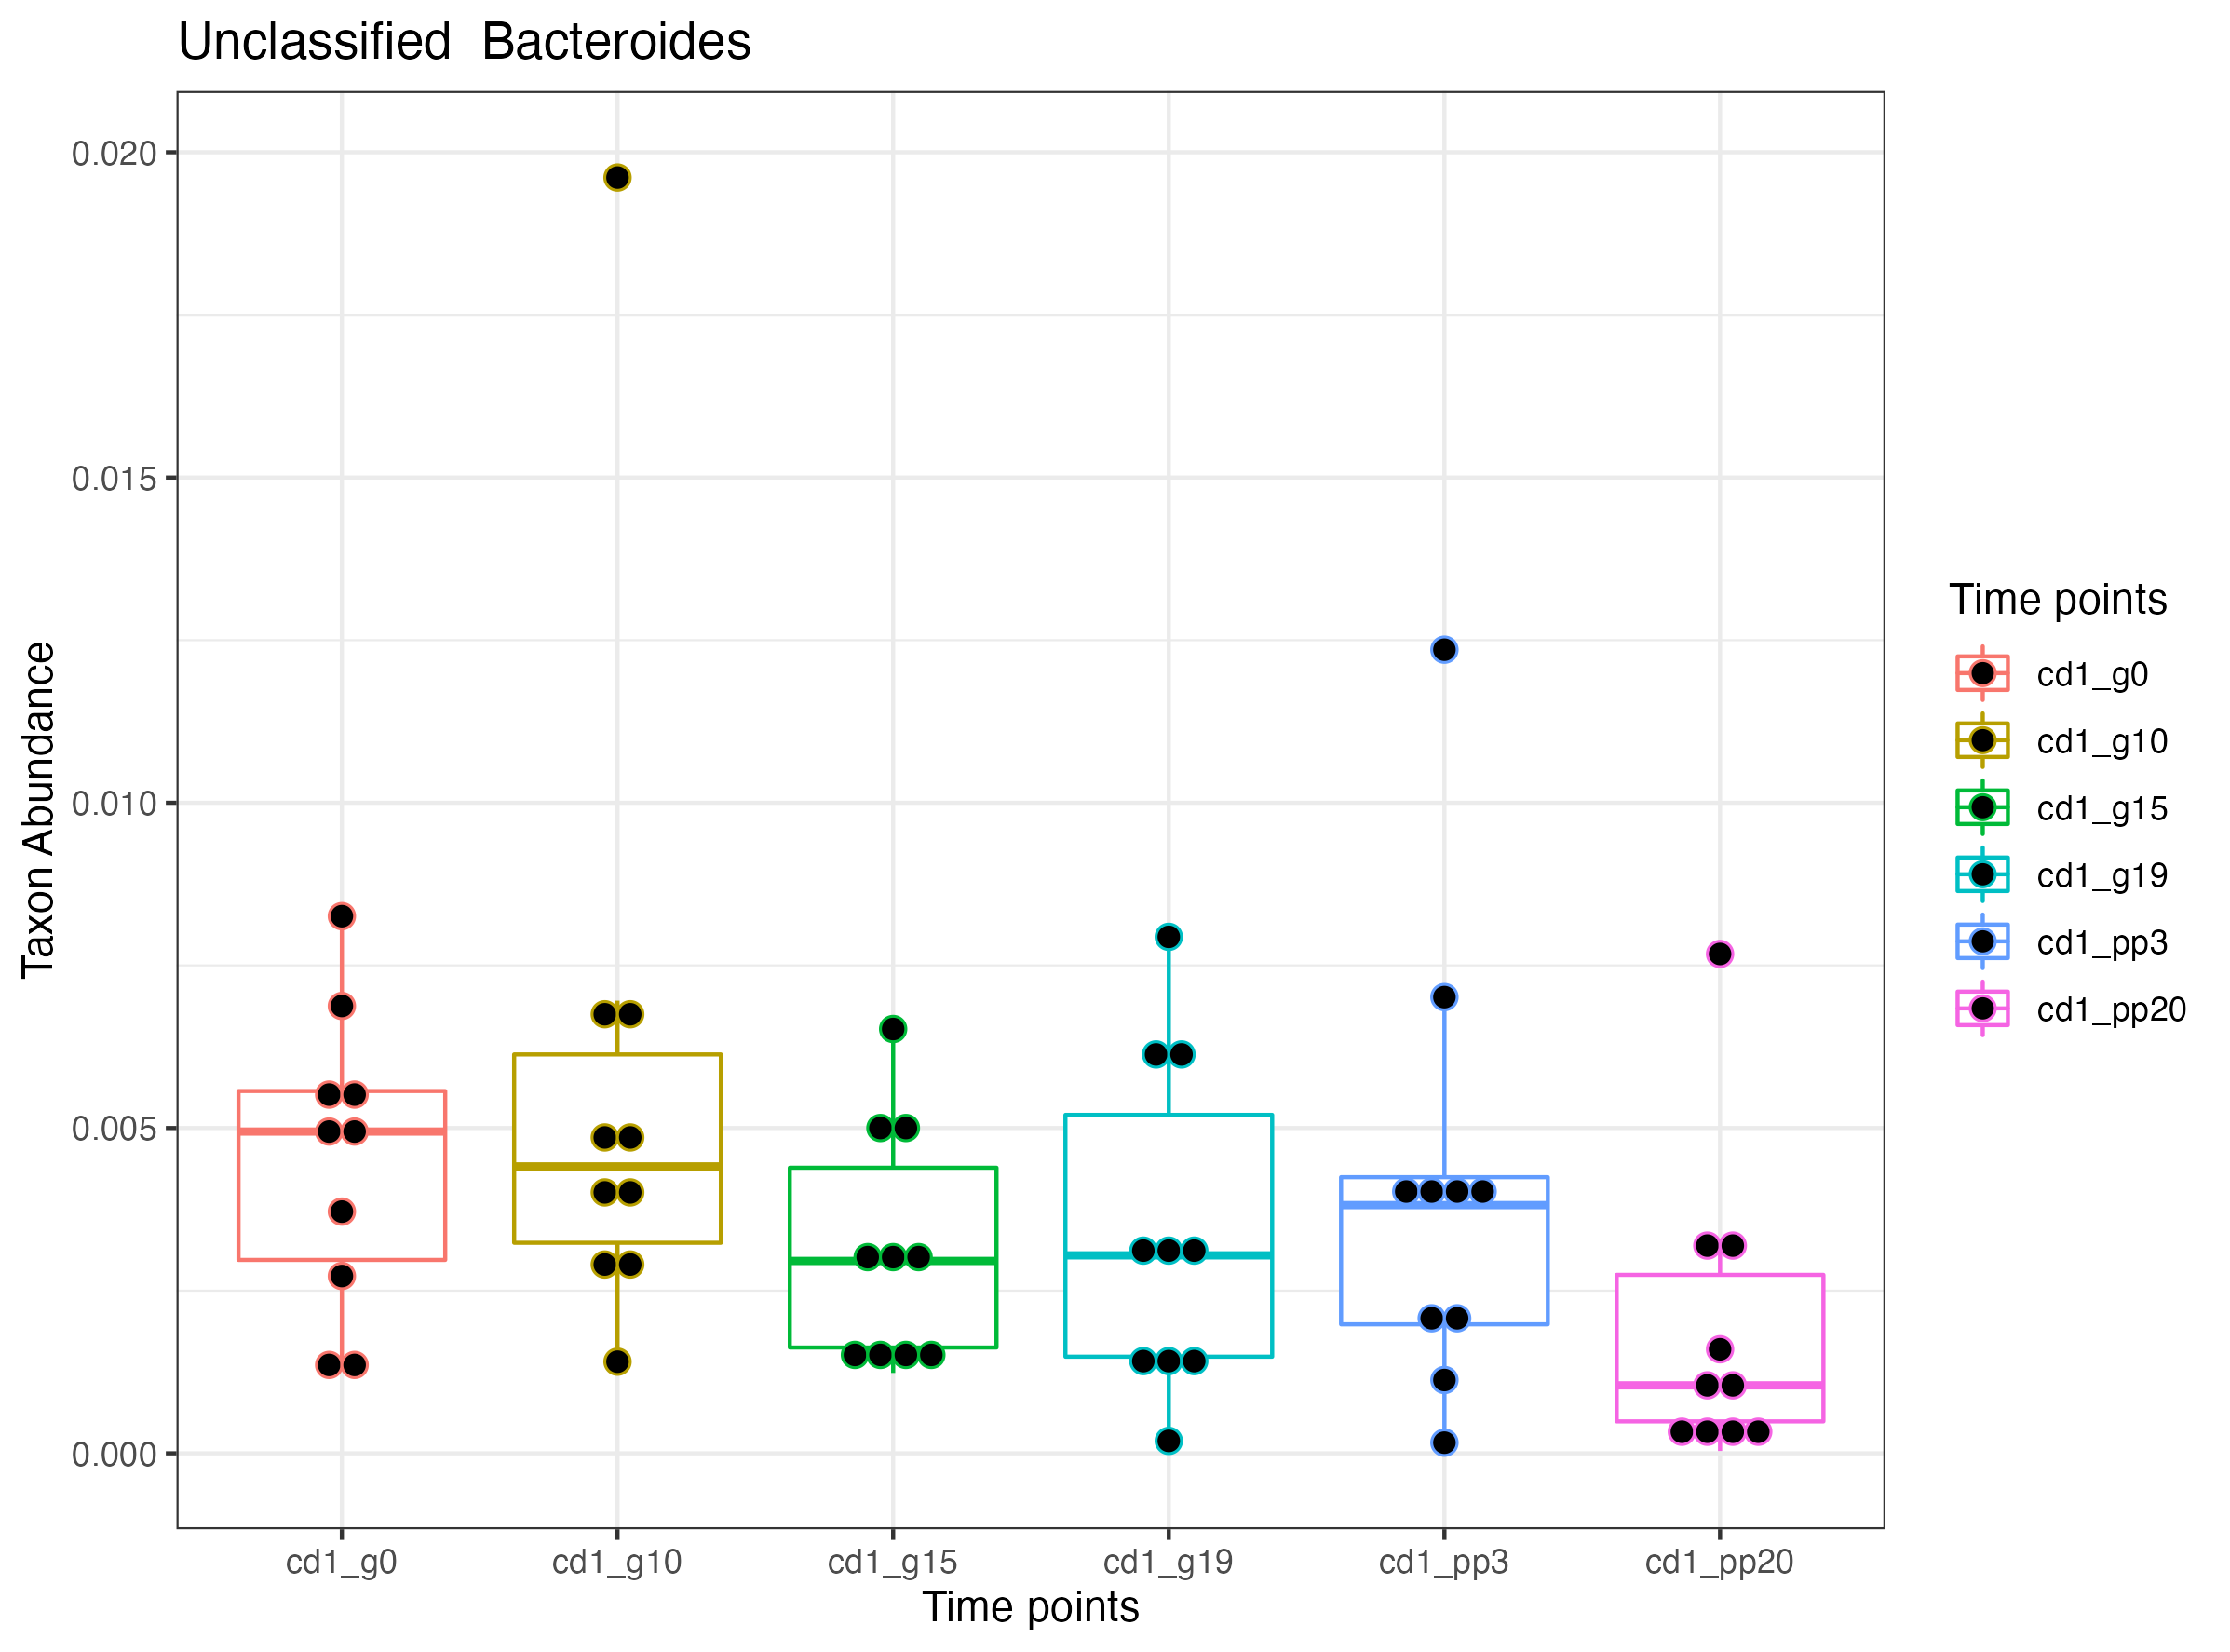 Unclassified  Bacteroides
Taxon Abundance
0.020
0.015
0.010
0.005
0.000
cd1_g0
cd1_g10
cd1_g15
cd1_g19
cd1_pp3
cd1_pp20
Time points
Time points
cd1_g0
cd1_g10
cd1_g15
cd1_g19
cd1_pp3
cd1_pp20